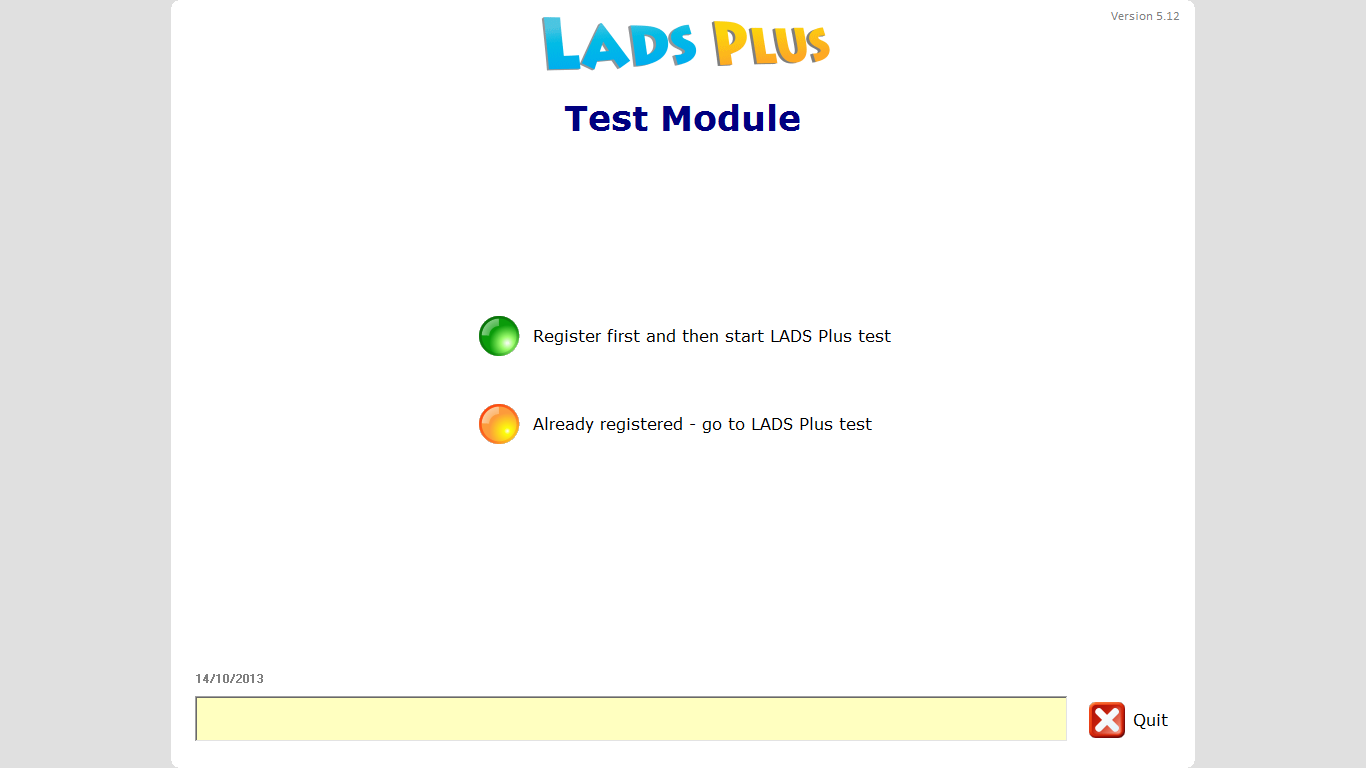 Version 5.12
LADS PLUS
Test Module
Register first and then start LADS Plus test
Already registered - go to LADS Plus test
14/10/2013
Quit